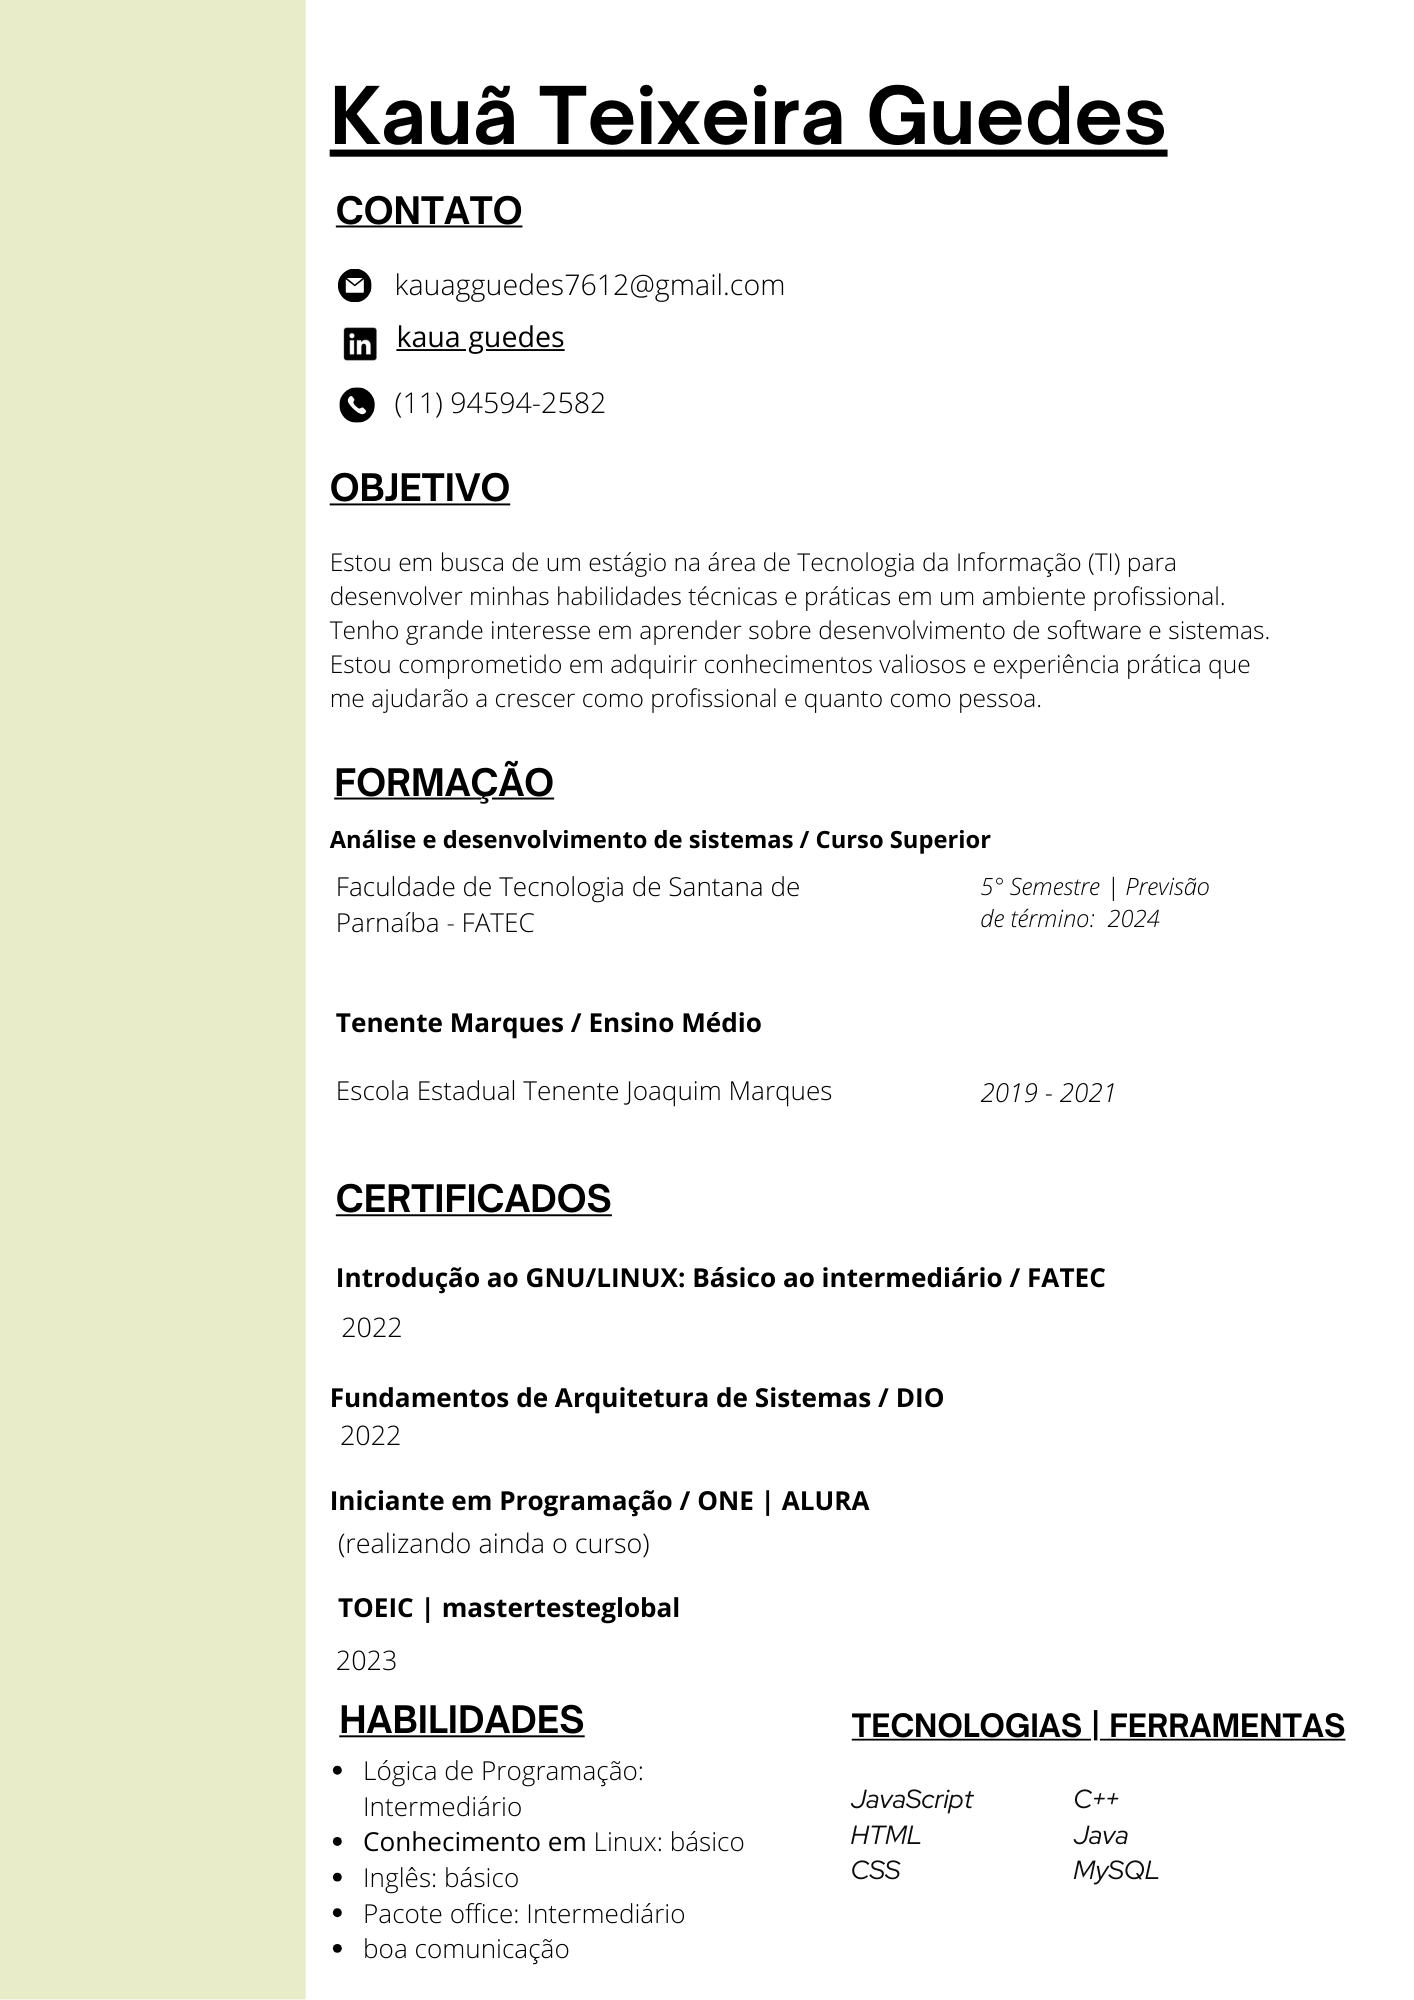 Kauã Teixeira Guedes
CONTATO
kauagguedes7612@gmail.com
in kaua guedes
(11) 94594-2582
OBJETIVO
Estou em busca de um estágio na área de Tecnologia da Informação (TI) para
desenvolver minhas habilidades técnicas e práticas em um ambiente profissional.
Tenho grande interesse em aprender sobre desenvolvimento de software e sistemas.
Estou comprometido em adquirir conhecimentos valiosos e experiência prática que
me ajudarão a crescer como profissional e quanto como pessoa.
FORMAÇÃO
Análise e desenvolvimento de sistemas / Curso Superior
Faculdade de Tecnologia de Santana de
Parnaíba - FATEC
5° Semestre | Previsão
de término: 2024
Tenente Marques / Ensino Médio
Escola Estadual Tenente Joaquim Marques
2019 - 2021
CERTIFICADOS
Introdução ao GNU/LINUX: Básico ao intermediário / FATEC
2022
Fundamentos de Arquitetura de Sistemas / DIO
2022
Iniciante em Programação / ONE | ALURA
(realizando ainda o curso)
TOEIC | mastertesteglobal
2023
HABILIDADES
• Lógica de Programação:
Intermediário
• Conhecimento em Linux: básico
• Inglês: básico
• Pacote office: Intermediário
• boa comunicação
TECNOLOGIAS | FERRAMENTAS
JavaScript
HTML
CSS
C++
Java
MySQL